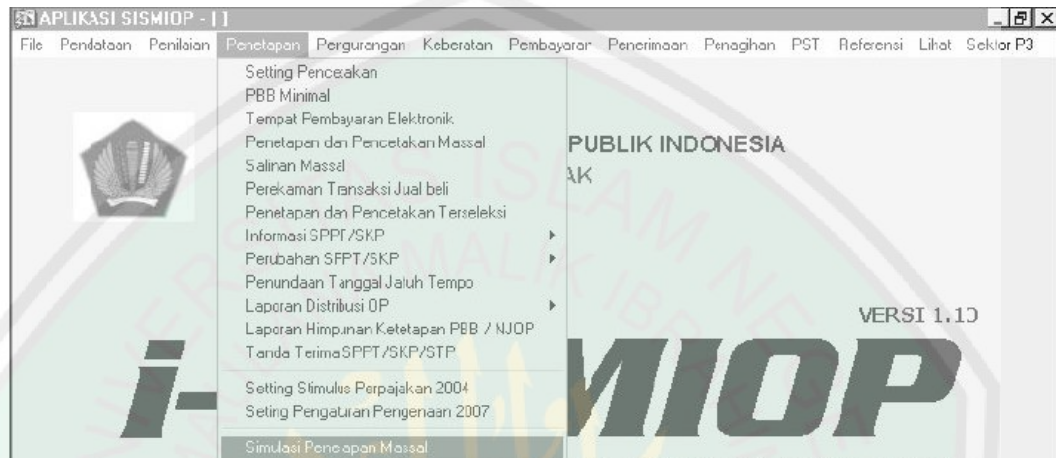 APLIKASI SISMIOP - [ ]
File Pendataan Penilaian Penetapan Pengurangan Keberatan Pembayaran Penerimaan Penagihan PST Referensi Lihat Sektor P3
Setting Pencetakan
PBB Minimal
Tempat Pembayaran Elektronik
Penetapan dan Pencetakan Massal
Salinan Massal
Perekaman Transaksi Jual beli
Penetapan dan Pencetakan Terseleksi
Informasi SPPT/SKP
Perubahan SPPT/SKP
Penundaan Tanggal Jatuh Tempo
Laporan Distribusi OP
Laporan Himpunan Ketetapan PBB / NJOP
Tanda Terima SPPT/SKP/STP
Setting Stimulus Perpajakan 2004
Seting Pengaturan Pengenaan 2007
Simulasi Penetapan Massal
PUBLIK INDONESIA
AK
VERSI 1.10
i- MIOP